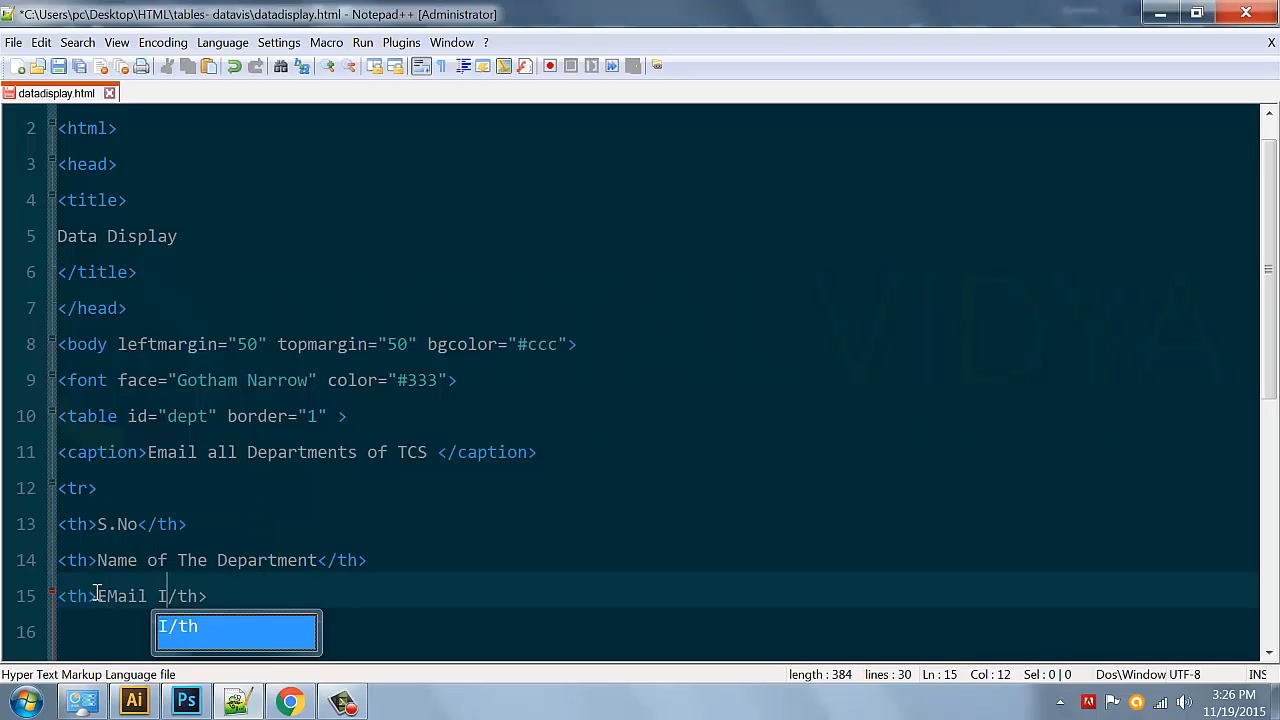 *C:\Users\pc\Desktop\HTML\tables- datavis\datadisplay.html - Notepad++ [Administrator]
File Edit Search View Encoding Language Settings Macro Run Plugins Window ? X
datadisplay.html
2 <html>
3 <head>
4 <title>
5 Data Display
6 </title>
7 </head>
8 <body leftmargin="50" topmargin="50" bgcolor="#ccc">
9 <font face="Gotham Narrow" color="#333">
10 <table id="dept" border="1" >
11 <caption>Email all Departments of TCS </caption>
12 <tr>
13 <th>S.No</th>
14 <th>Name of The Department</th>
15 <th>EMail I/th>
I/th
16
VIDYA
Hyper Text Markup Language file length : 384 lines : 30 Ln : 15 Col : 12 Sel : 0 | 0 Dos\Window UTF-8 INS
Ai Ps
3:26 PM
11/19/2015